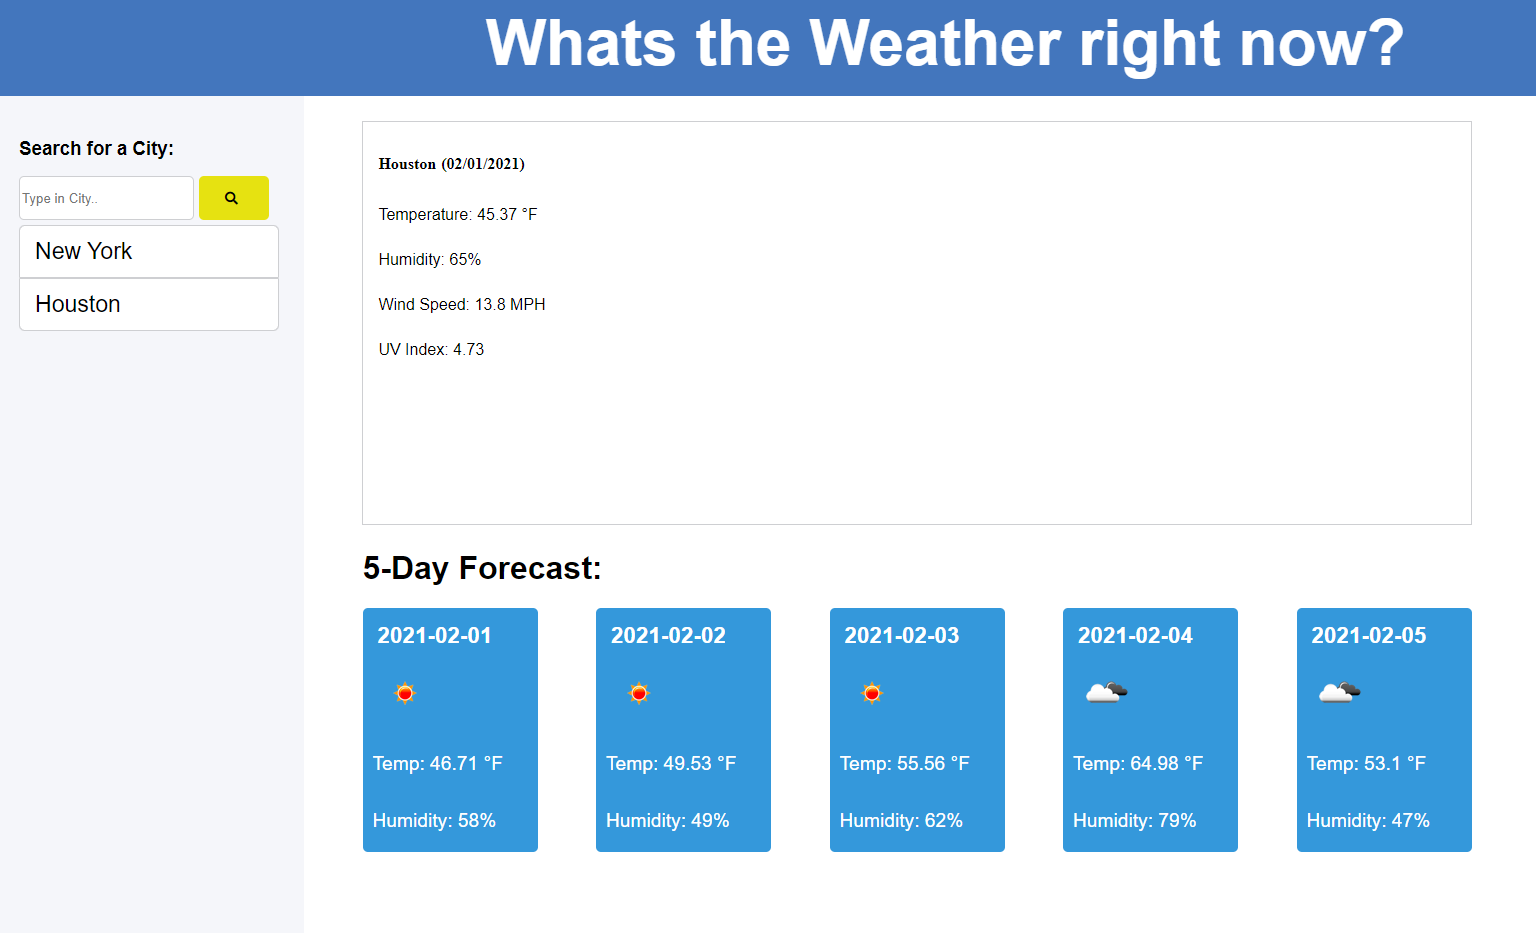 Whats the Weather right now?
Search for a City:
Type in City..
New York
Houston
Houston (02/01/2021)
Temperature: 45.37 °F
Humidity: 65%
Wind Speed: 13.8 MPH
UV Index: 4.73
5-Day Forecast:
2021-02-01
Temp: 46.71 °F
Humidity: 58%
2021-02-02
Temp: 49.53 °F
Humidity: 49%
2021-02-03
Temp: 55.56 °F
Humidity: 62%
2021-02-04
Temp: 64.98 °F
Humidity: 79%
2021-02-05
Temp: 53.1 °F
Humidity: 47%